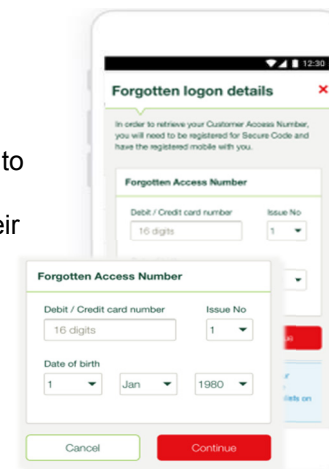 to
eir
12:30
Forgotten logon details ×
In order to retrieve your Customer Access Number,
you will need to be registered for Secure Code and
have the registered mobile with you.
Forgotten Access Number
Debit / Credit card number Issue No
16 digits 1
Forgotten Access Number
Debit / Credit card number Issue No
16 digits 1
Date of birth
1 Jan 1980
Cancel Continue